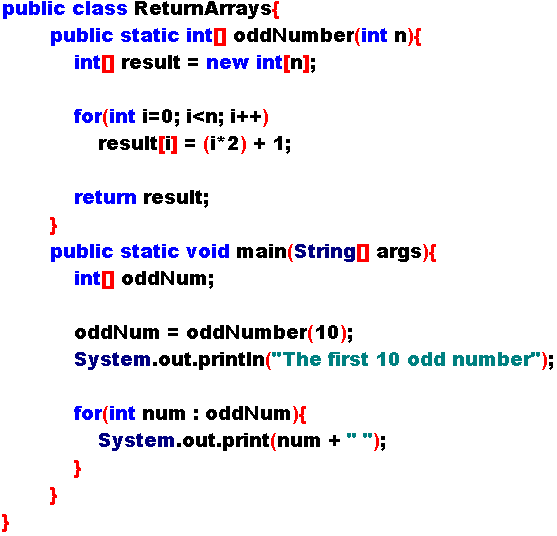 public class ReturnArrays{
public static int[] oddNumber(int n){
int[] result = new int[n];
for(int i=0; i<n; i++)
result[i] = (i*2) + 1;
return result;
}
public static void main(String[] args){
int[] oddNum;
oddNum = oddNumber(10);
System.out.println("The first 10 odd number");
for(int num : oddNum){
System.out.print(num + " ");
}
}
}